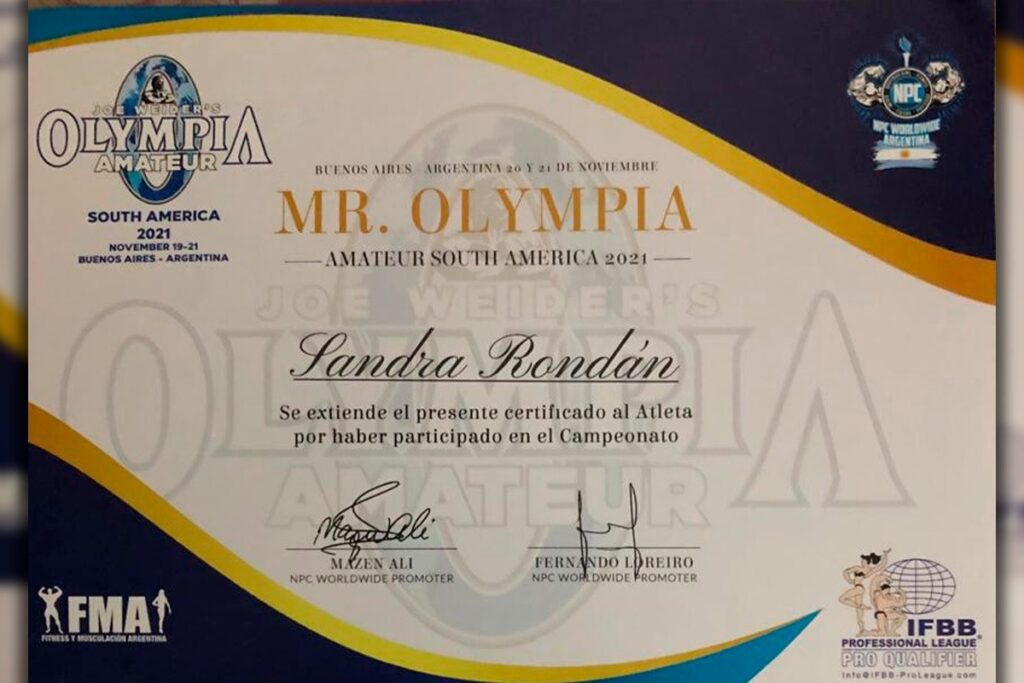 JOE WEIDER'S
OLYMPIA
AMATEUR
SOUTH AMERICA
2021
NOVEMBER 19-21
BUENOS AIRES - ARGENTINA
NPC
NPC WORLDWIDE
ARGENTINA
BUENOS AIRES ARGENTINA 20 Y 21 DE NOVIEMBRE
MR. OLYMPIA
AMATEUR SOUTH AMERICA 2021
JOE WEIDER'S
OLYMPIA
AMATEUR
Sandra Rondán
Se extiende el presente certificado al Atleta
por haber participado en el Campeonato
Mazen Ali
MAZEN ALI
NPC WORLDWIDE PROMOTER
FERNANDO LOREIRO
NPC WORLDWIDE PROMOTER
FMA
FITNESS Y MUSCULACIÓN ARGENTINA
IFBB
PROFESSIONAL LEAGUE®
PRO QUALIFIER
Info@IFBB-ProLeague.com